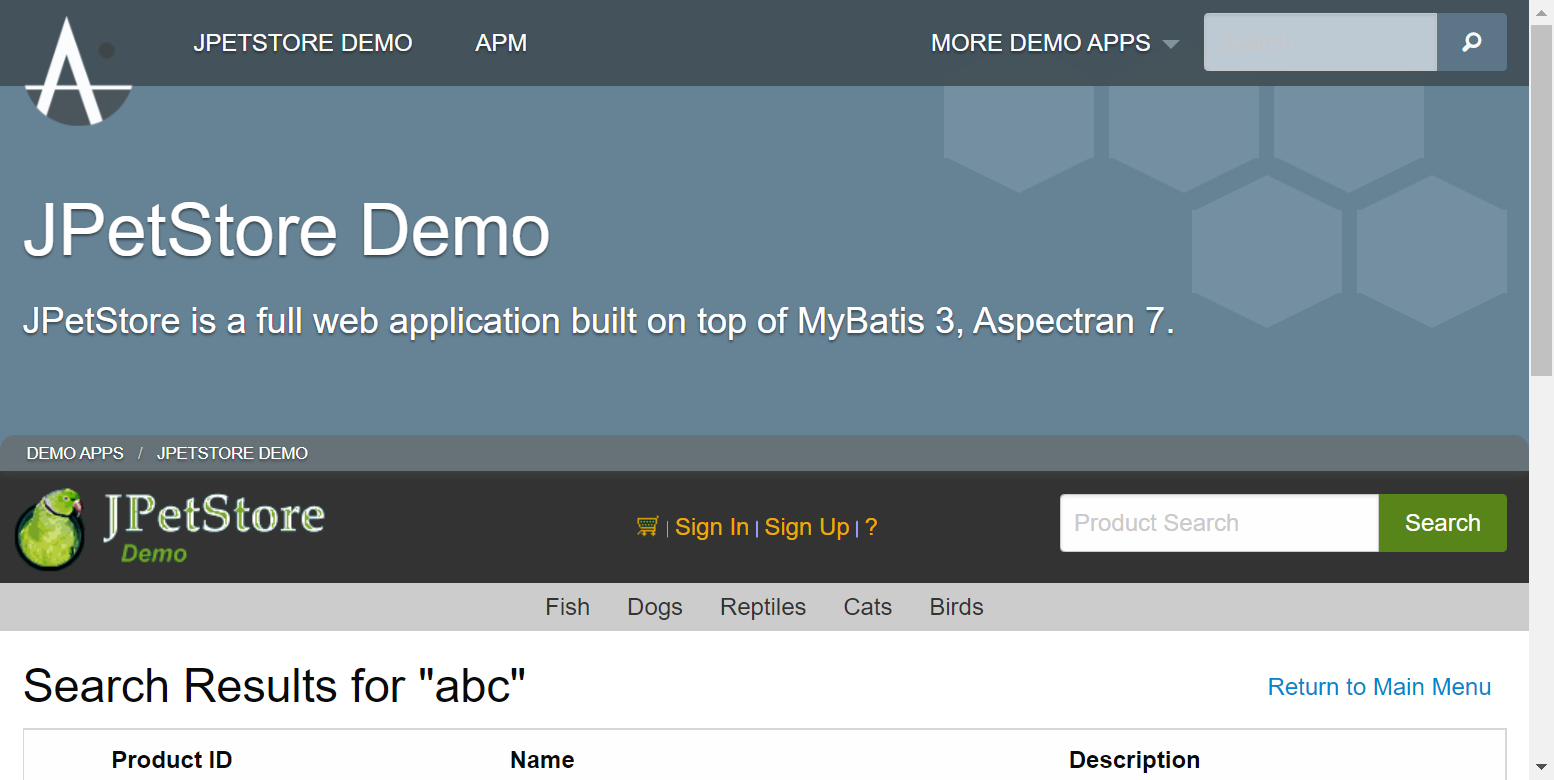 JPETSTORE DEMO APM MORE DEMO APPS
JPetStore Demo
JPetStore is a full web application built on top of MyBatis 3, Aspectran 7.
DEMO APPS / JPETSTORE DEMO
JPetStore
Demo
| Sign In | Sign Up | ?
Product Search Search
Fish Dogs Reptiles Cats Birds
Search Results for "abc"
Return to Main Menu
Product ID Name Description